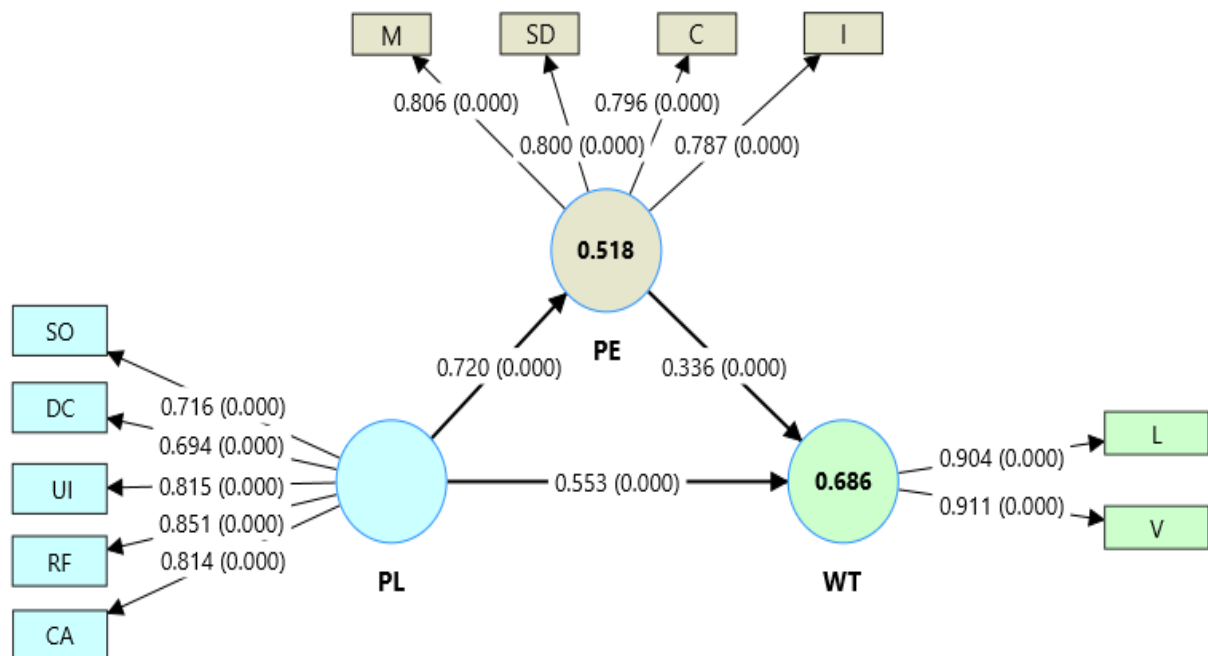 M
SD
C
I
0.806 (0.000)
0.796 (0.000)
0.800 (0.000)
0.787 (0.000)
0.518
PE
SO
DC
UI
RF
CA
0.716 (0.000)
0.694 (0.000)
0.815 (0.000)
0.851 (0.000)
0.814 (0.000)
0.720 (0.000)
0.336 (0.000)
0.553 (0.000)
PL
0.686
WT
0.904 (0.000)
0.911 (0.000)
L
V